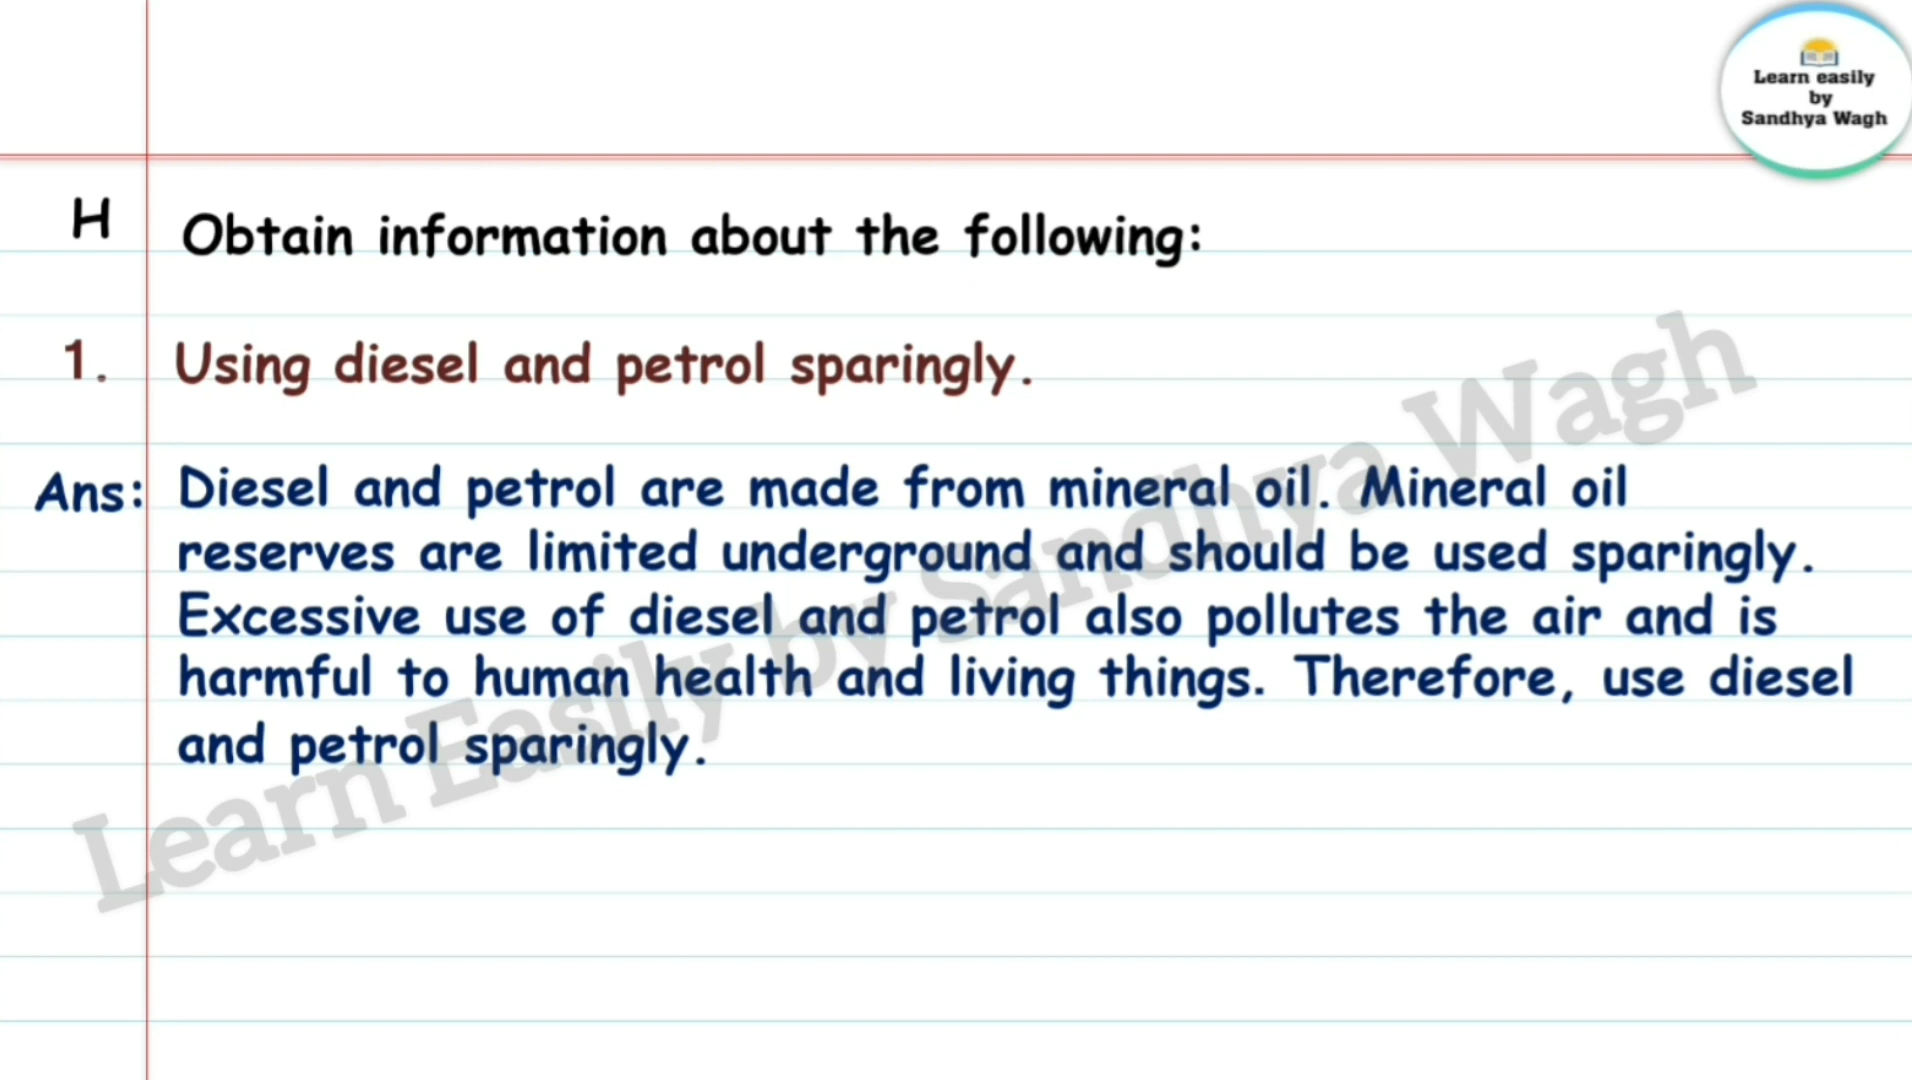 Learn easily
by
Sandhya Wagh
H Obtain information about the following:
1. Using diesel and petrol sparingly.
Ans: Diesel and petrol are made from mineral oil. Mineral oil
reserves are limited underground and should be used sparingly.
Excessive use of diesel and petrol also pollutes the air and is
harmful to human health and living things. Therefore, use diesel
and petrol sparingly.
Learn Easily by Sandhya Wagh